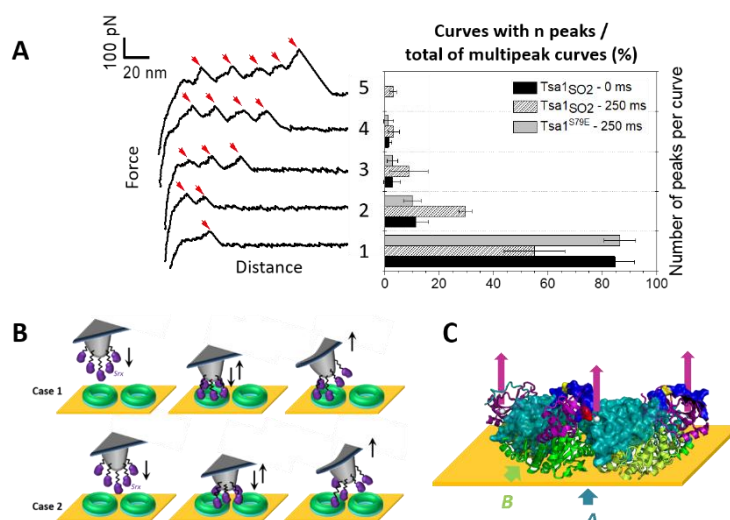 A
100 pN
20 nm
Force
Distance
5
4
3
2
1
Curves with n peaks /
total of multipeak curves (%)
Tsa1SO2 - 0 ms
Tsa1SO2 - 250 ms
Tsa1S79E - 250 ms
Number of peaks per curve
0 20 40 60 80 100
B
Srx
Case 1
Srx
Case 2
C
B
A